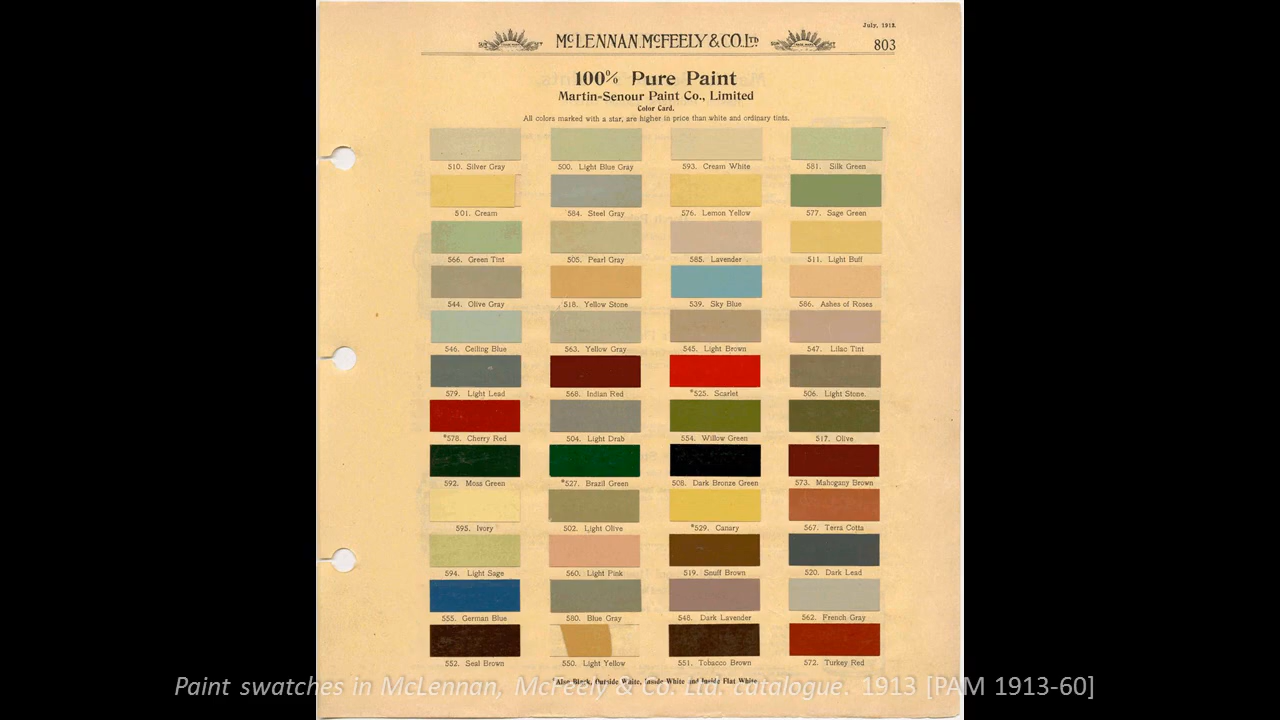 July, 1913.
McLENNAN, McFEELY & CO. LTD
803
100% Pure Paint
Martin-Senour Paint Co., Limited
Color Card.
All colors marked with a star, are higher in price than white and ordinary tints.
510. Silver Gray 500. Light Blue Gray 593. Cream White 581. Silk Green
501. Cream 584. Steel Gray 576. Lemon Yellow 577. Sage Green
566. Green Tint 505. Pearl Gray 585. Lavender 511. Light Buff
544. Olive Gray 518. Yellow Stone 539. Sky Blue 586. Ashes of Roses
546. Ceiling Blue 563. Yellow Gray 545. Light Brown 547. Lilac Tint
579. Light Lead 568. Indian Red *525. Scarlet 506. Light Stone.
*578. Cherry Red 504. Light Drab 554. Willow Green 517. Olive
592. Moss Green *527. Brazil Green 508. Dark Bronze Green 573. Mahogany Brown
595. Ivory 502. Light Olive *529. Canary 567. Terra Cotta
594. Light Sage 560. Light Pink 519. Snuff Brown 520. Dark Lead
555. German Blue 580. Blue Gray 548. Dark Lavender 562. French Gray
552. Seal Brown 550. Light Yellow 551. Tobacco Brown 572. Turkey Red
*Also Black, Outside White, Inside White and Inside Flat White.
Paint swatches in McLennan, McFeely & Co. Ltd. catalogue. 1913 [PAM 1913-60]